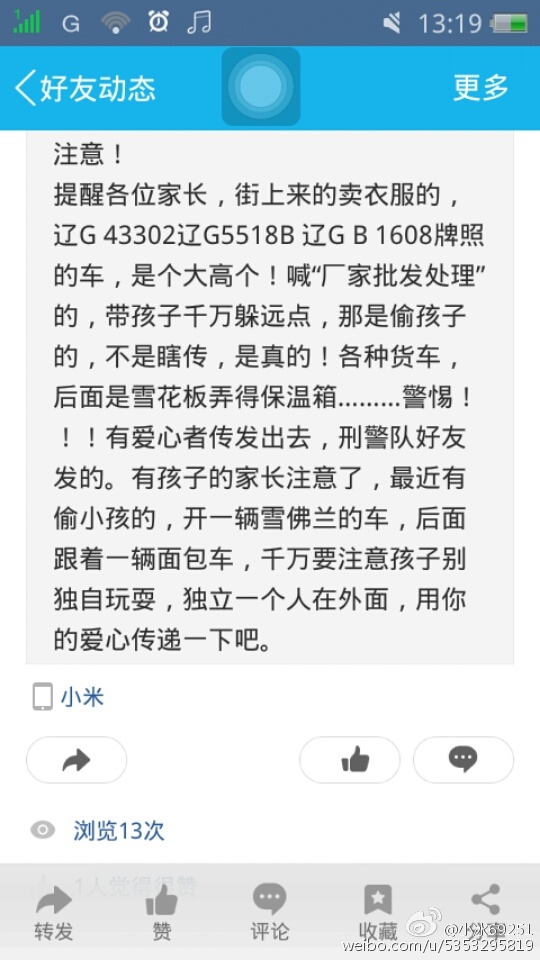 1 G 13:19
好友动态 更多
注意！
提醒各位家长，街上来的卖衣服的，
辽G 43302辽G5518B 辽G B 1608牌照
的车，是个大高个！喊“厂家批发处理”
的，带孩子千万躲远点，那是偷孩子
的，不是瞎传，是真的！各种货车，
后面是雪花板弄得保温箱………警惕！
！！！有爱心者传发出去，刑警队好友
发的。有孩子的家长注意了，最近有
偷小孩的，开一辆雪佛兰的车，后面
跟着一辆面包车，千万要注意孩子别
独自玩耍，独立一个人在外面，用你
的爱心传递一下吧。
小米
浏览13次
1人觉得很赞
转发 赞 评论 收藏 分享
weibo.com/u/5353295819